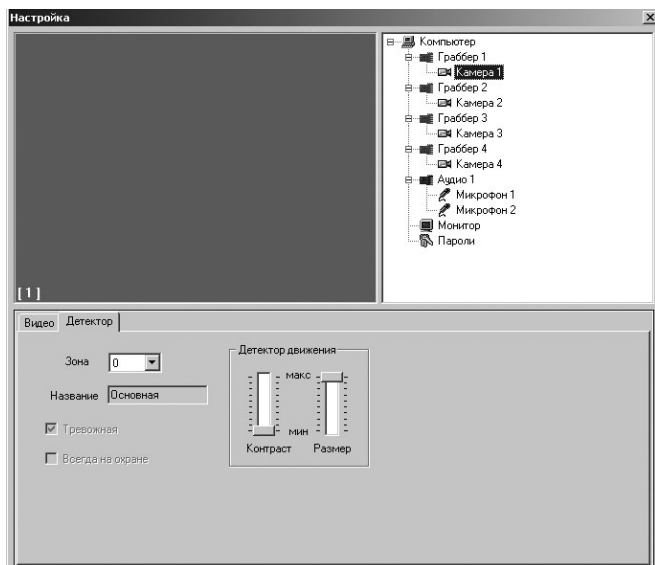 Настройка
[1]
Компьютер
Граббер 1
Камера 1
Граббер 2
Камера 2
Граббер 3
Камера 3
Граббер 4
Камера 4
Аудио 1
Микрофон 1
Микрофон 2
Монитор
Пароли
Видео Детектор
Зона 0
Название Основная
Тревожная
Всегда на охране
Детектор движения
макс
мин
Контраст Размер